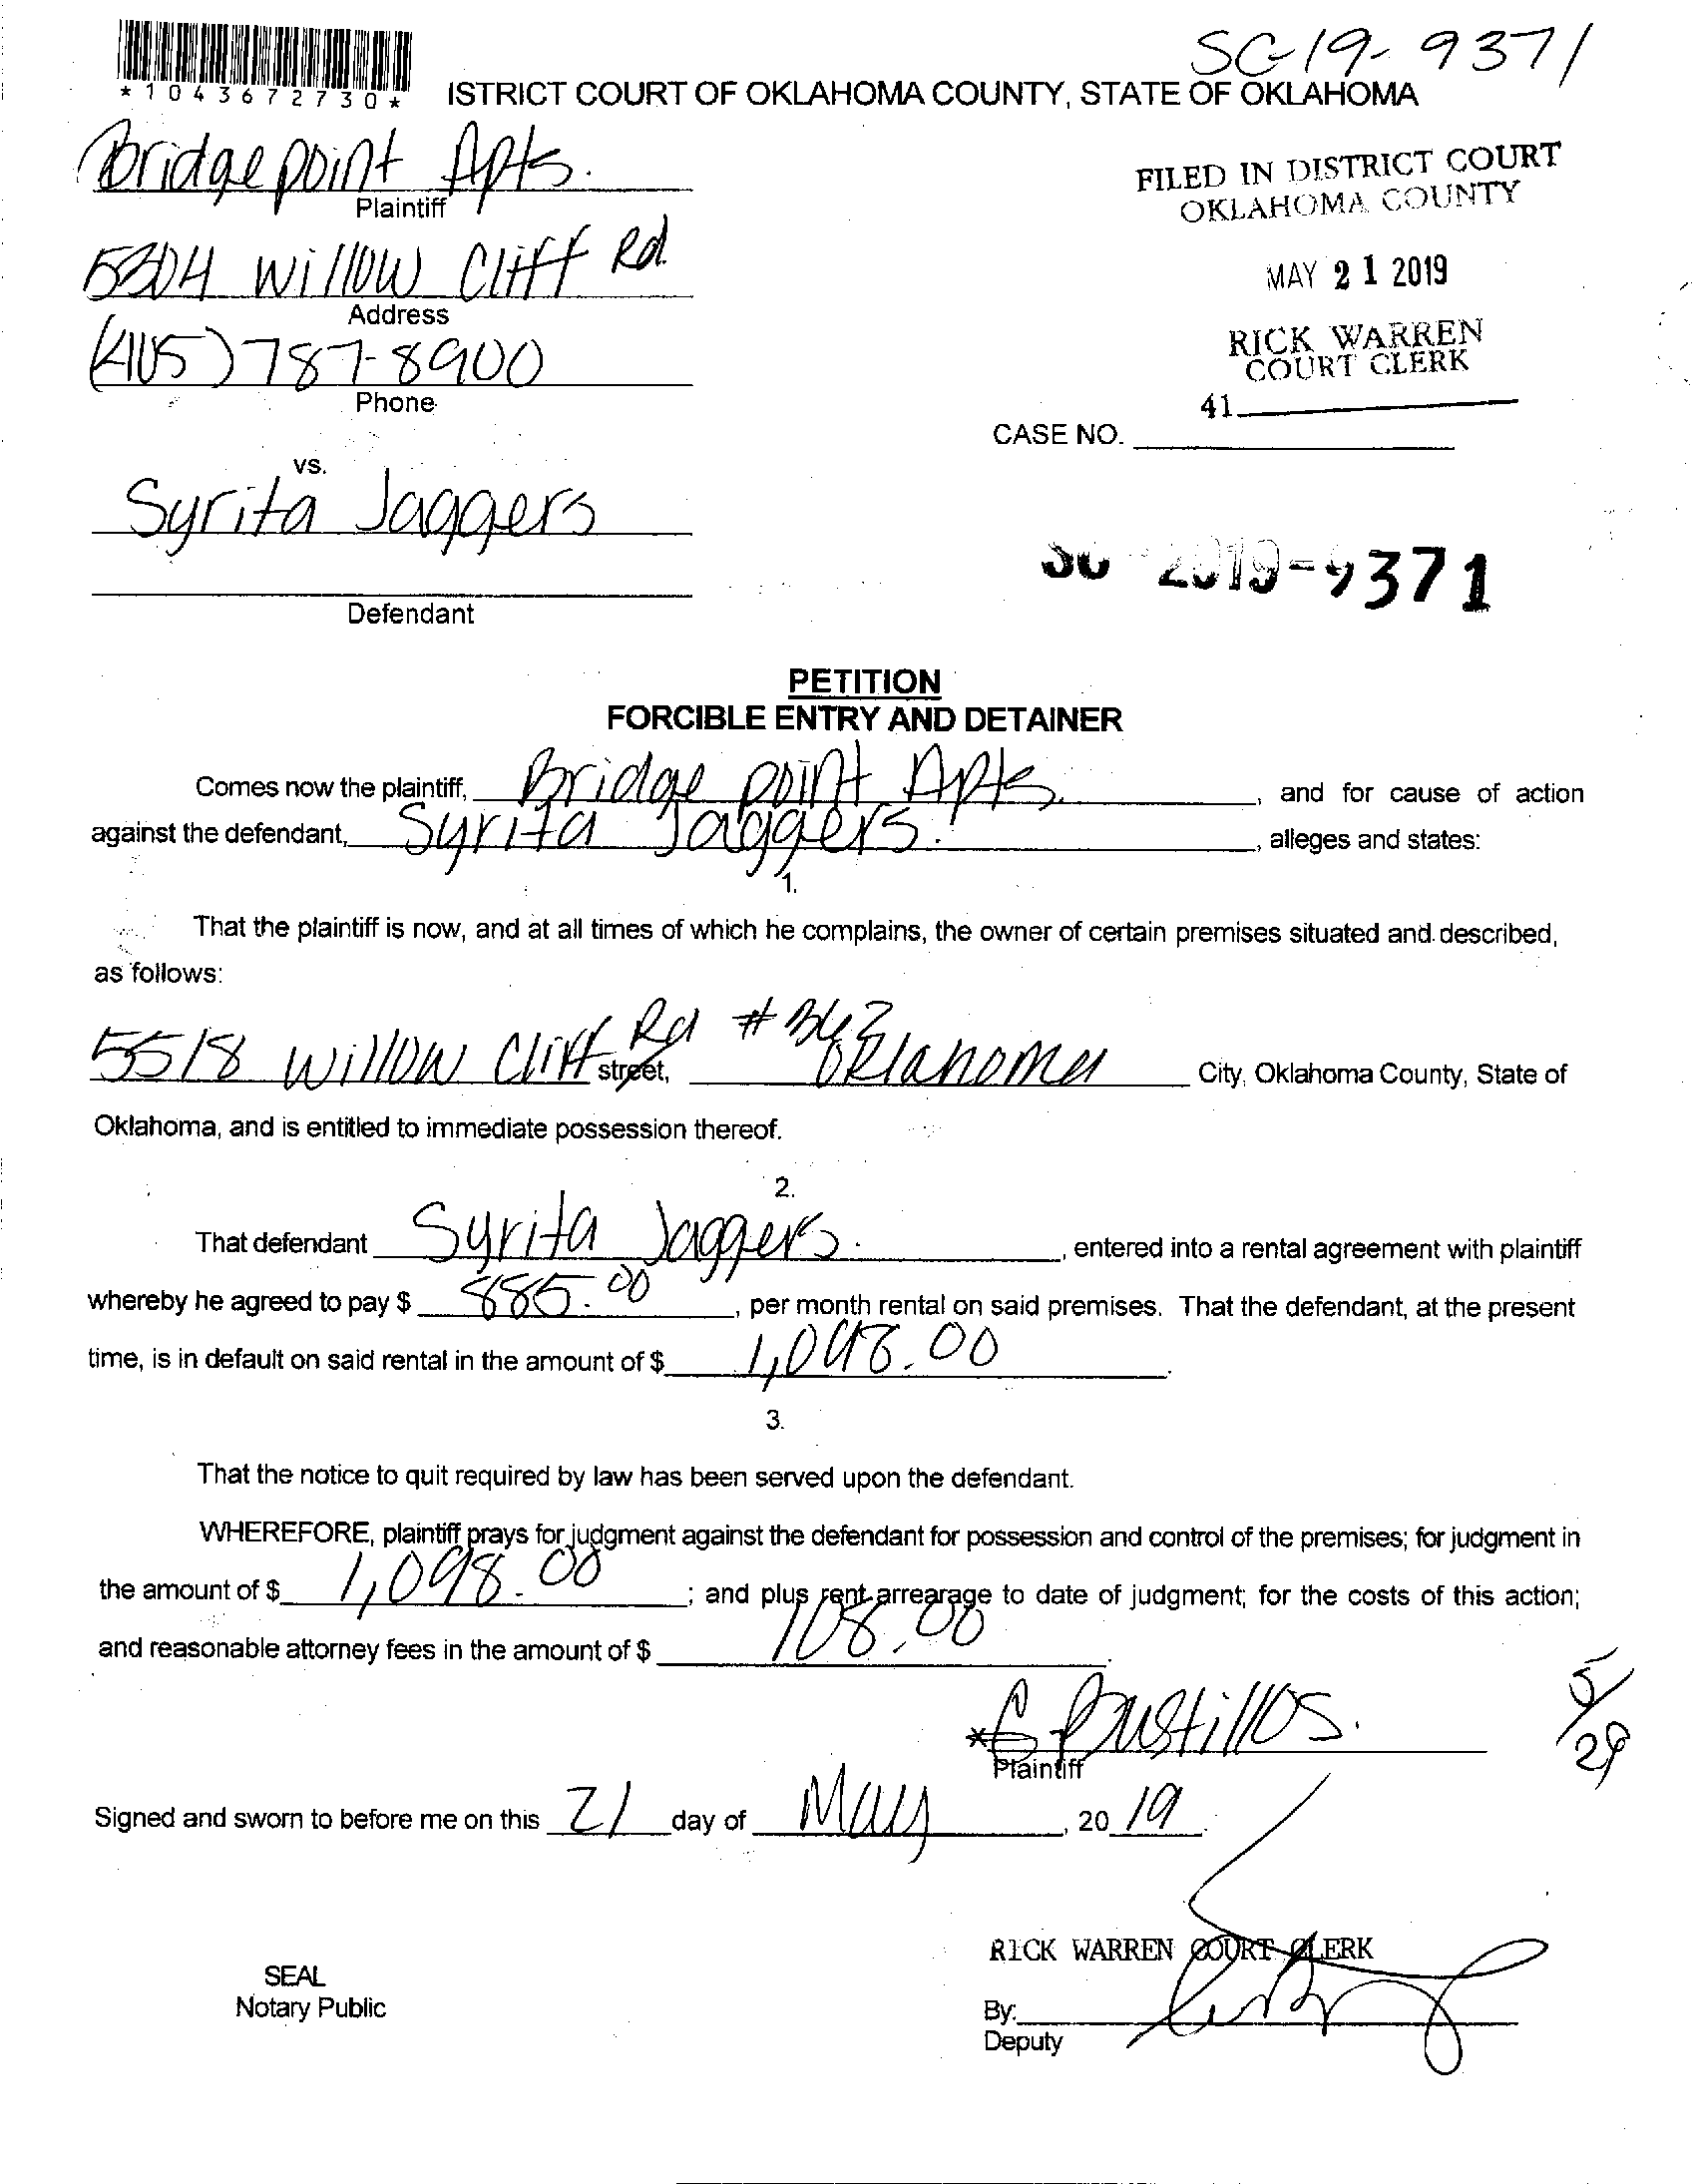 SC-19-9371
*1043672730*
ISTRICT COURT OF OKLAHOMA COUNTY, STATE OF OKLAHOMA
Bridgepoint Apts.
Plaintiff
FILED IN DISTRICT COURT
OKLAHOMA COUNTY
5304 Willow Cliff Rd.
Address
MAY 21 2019
(405) 787-8900
Phone
RICK WARREN
COURT CLERK
41
CASE NO.
vs.
Syrita Jaggers
Defendant
SC-2019-9371
PETITION
FORCIBLE ENTRY AND DETAINER
Comes now the plaintiff, Bridge point Apts. , and for cause of action
against the defendant, Syrita Jaggers. , alleges and states:
1.
That the plaintiff is now, and at all times of which he complains, the owner of certain premises situated and described,
as follows:
5518 Willow Cliff Rd # street, Oklahoma City, Oklahoma County, State of
Oklahoma, and is entitled to immediate possession thereof.
2.
That defendant Syrita Jaggers. , entered into a rental agreement with plaintiff
whereby he agreed to pay $ 885.00 , per month rental on said premises. That the defendant, at the present
time, is in default on said rental in the amount of $ 1,098.00 .
3.
That the notice to quit required by law has been served upon the defendant.
WHEREFORE, plaintiff prays for judgment against the defendant for possession and control of the premises; for judgment in
the amount of $ 1,098.00 ; and plus rent arrearage to date of judgment; for the costs of this action;
and reasonable attorney fees in the amount of $ 108.00 .
* G Bustillos.
Plaintiff
5/29
Signed and sworn to before me on this 21 day of May , 20 19 .
RICK WARREN COURT CLERK
SEAL
Notary Public
By:
Deputy